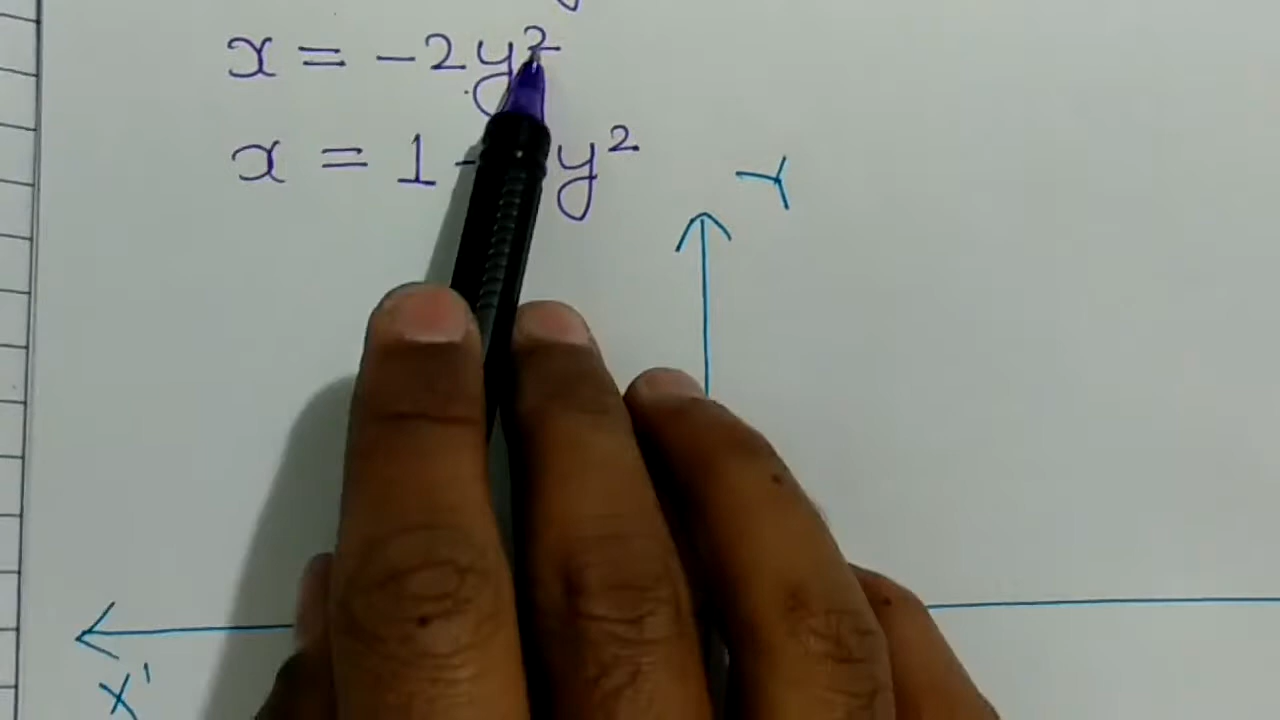 x = -2y²
x = 1 - y²
Y
X'